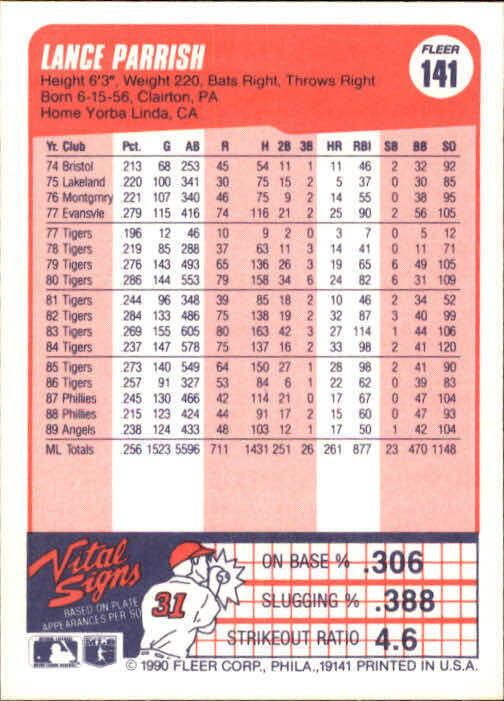 LANCE PARRISH
FLEER
141
Height 6'3", Weight 220, Bats Right, Throws Right
Born 6-15-56, Clairton, PA
Home Yorba Linda, CA
Yr. Club Pct. G AB R H 2B 3B HR RBI SB BB SO
74 Bristol .213 68 253 45 54 11 1 11 46 2 32 92
75 Lakeland .220 100 341 30 75 15 2 5 37 0 30 85
76 Montgmry .221 107 340 46 75 9 2 14 55 0 38 95
77 Evansvle .279 115 416 74 116 21 2 25 90 2 56 105
77 Tigers .196 12 46 10 9 2 0 3 7 0 5 12
78 Tigers .219 85 288 37 63 11 3 14 41 0 11 71
79 Tigers .276 143 493 65 136 26 3 19 65 6 49 105
80 Tigers .286 144 553 79 158 34 6 24 82 6 31 109
81 Tigers .244 96 348 39 85 18 2 10 46 2 34 52
82 Tigers .284 133 486 75 138 19 2 32 87 3 40 99
83 Tigers .269 155 605 80 163 42 3 27 114 1 44 106
84 Tigers .237 147 578 75 137 16 2 33 98 2 41 120
85 Tigers .273 140 549 64 150 27 1 28 98 2 41 90
86 Tigers .257 91 327 53 84 6 1 22 62 0 39 83
87 Phillies .245 130 466 42 114 21 0 17 67 0 47 104
88 Phillies .215 123 424 44 91 17 2 15 60 0 47 93
89 Angels .238 124 433 48 103 12 1 17 50 1 42 104
ML Totals .256 1523 5596 711 1431 251 26 261 877 23 470 1148
Vital
Signs
BASED ON PLATE
APPEARANCES PER SO
31
ON BASE % .306
SLUGGING % .388
STRIKEOUT RATIO 4.6
© 1990 FLEER CORP., PHILA., 19141 PRINTED IN U.S.A.